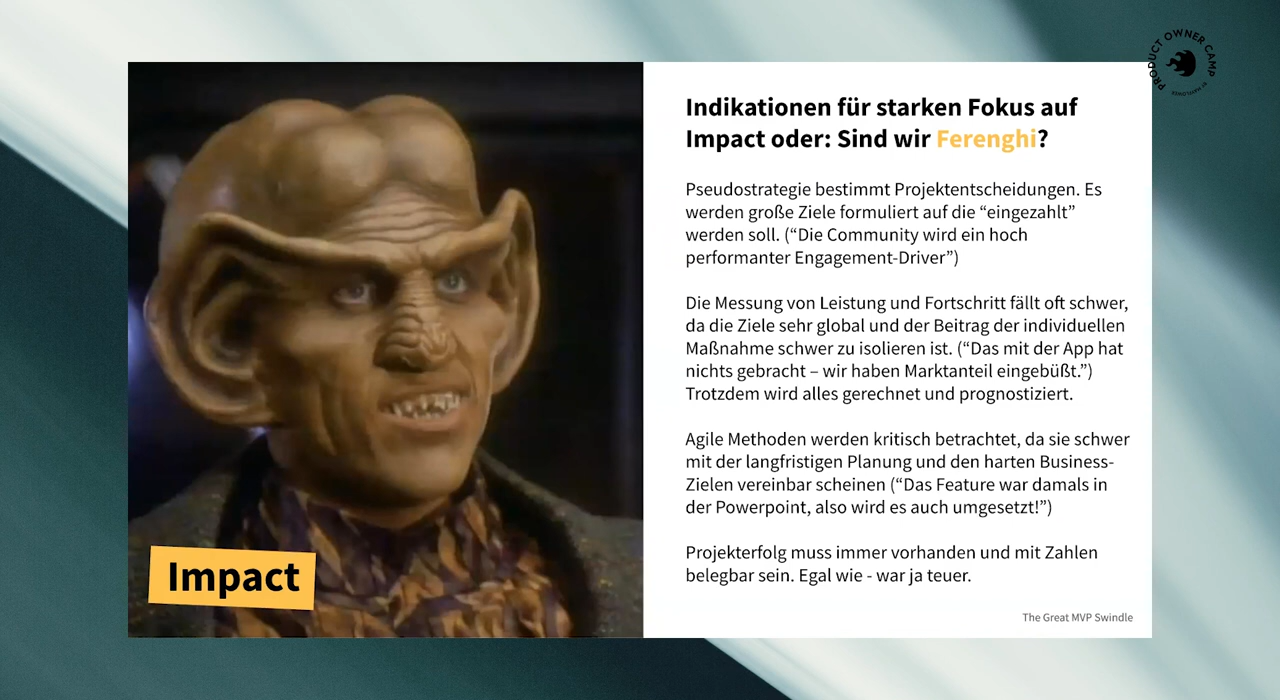 PRODUCT OWNER CAMP
BY MAYFLOWER
Indikationen für starken Fokus auf
Impact oder: Sind wir Ferenghi?
Pseudostrategie bestimmt Projektentscheidungen. Es
werden große Ziele formuliert auf die “eingezahlt”
werden soll. (“Die Community wird ein hoch
performanter Engagement-Driver”)
Die Messung von Leistung und Fortschritt fällt oft schwer,
da die Ziele sehr global und der Beitrag der individuellen
Maßnahme schwer zu isolieren ist. (“Das mit der App hat
nichts gebracht – wir haben Marktanteil eingebüßt.”)
Trotzdem wird alles gerechnet und prognostiziert.
Agile Methoden werden kritisch betrachtet, da sie schwer
mit der langfristigen Planung und den harten Business-
Zielen vereinbar scheinen (“Das Feature war damals in
der Powerpoint, also wird es auch umgesetzt!”)
Projekterfolg muss immer vorhanden und mit Zahlen
belegbar sein. Egal wie - war ja teuer.
Impact
The Great MVP Swindle